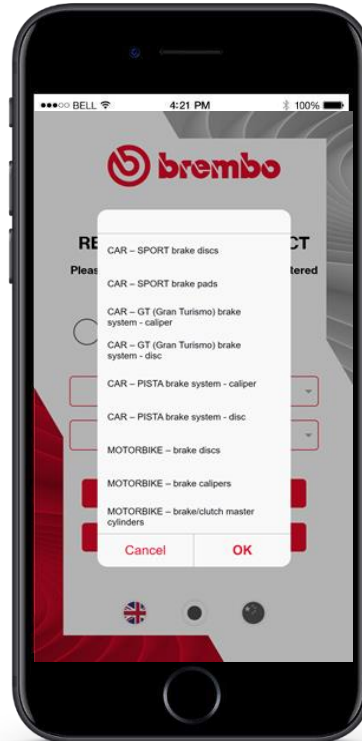 BELL 4:21 PM 100%
brembo
RE CT
Pleas tered
CAR – SPORT brake discs
CAR – SPORT brake pads
CAR – GT (Gran Turismo) brake
system - caliper
CAR – GT (Gran Turismo) brake
system - disc
CAR – PISTA brake system - caliper
CAR – PISTA brake system - disc
MOTORBIKE – brake discs
MOTORBIKE – brake calipers
MOTORBIKE – brake/clutch master
cylinders
Cancel OK